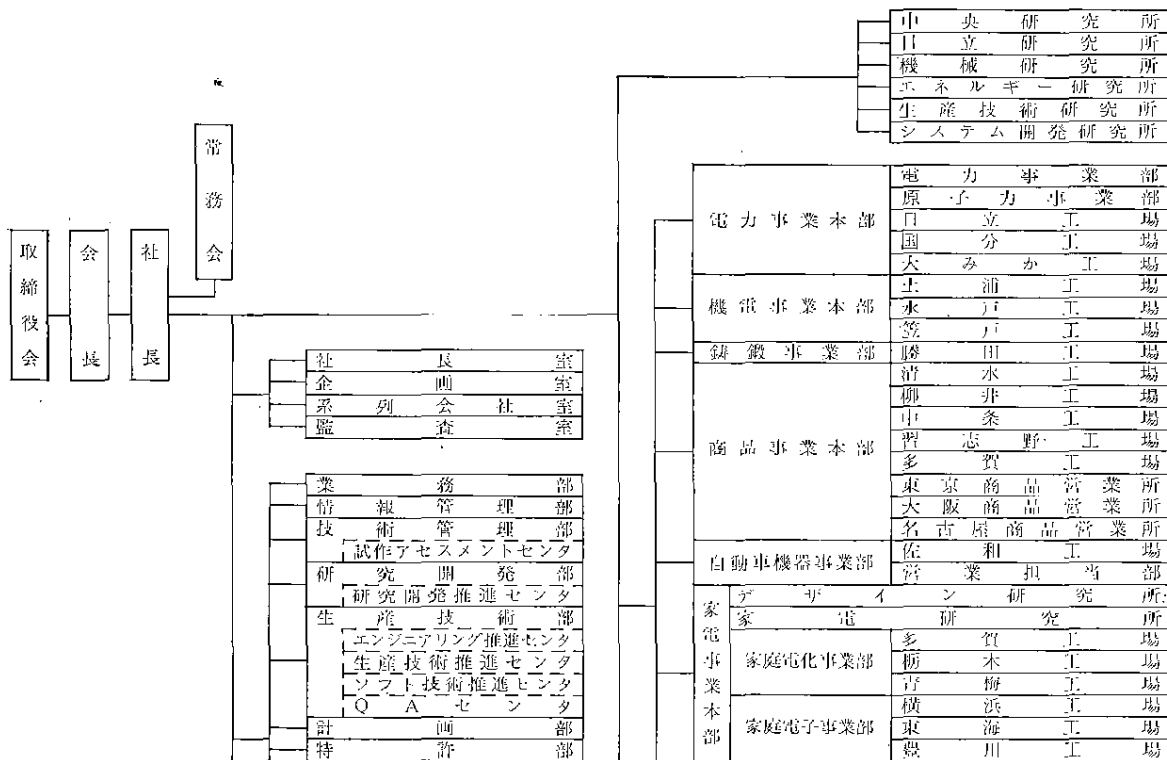 取締役会
会長
社長
常務会
社長室
企画室
系列会社室
監査室
業務部
情報管理部
技術管理部
試作アセスメントセンタ
研究開発部
研究開発推進センタ
生産技術部
エンジニアリング推進センタ
生産技術推進センタ
ソフト技術推進センタ
QAセンタ
計画部
特許部
中央研究所
日立研究所
機械研究所
エネルギー研究所
生産技術研究所
システム開発研究所
電力事業本部
電力事業部
原子力事業部
日立工場
国分工場
大みか工場
機電事業本部
土浦工場
水戸工場
笠戸工場
鋳鍛事業部
勝田工場
商品事業本部
清水工場
柳井工場
中条工場
習志野工場
多賀工場
東京商品営業所
大阪商品営業所
名古屋商品営業所
自動車機器事業部
佐和工場
営業担当部
家電事業本部
デザイン研究所
家電研究所
家庭電化事業部
多賀工場
栃木工場
青梅工場
家庭電子事業部
横浜工場
東海工場
豊川工場